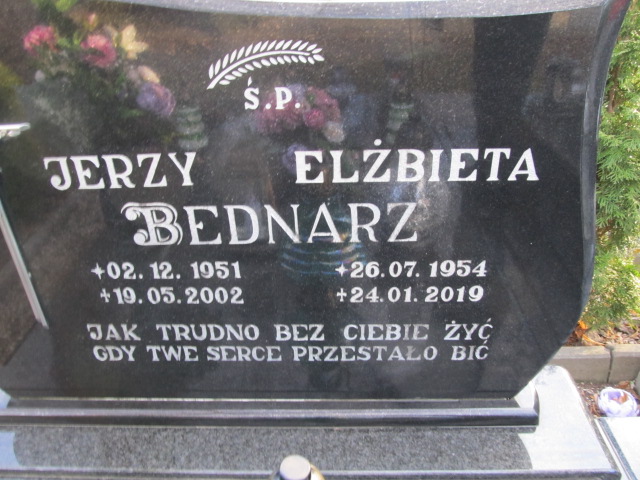 Ś.P.
JERZY ELŻBIETA
BEDNARZ
+02.12.1951 +26.07.1954
+19.05.2002 +24.01.2019
JAK TRUDNO BEZ CIEBIE ŻYĆ
GDY TWE SERCE PRZESTAŁO BIĆ